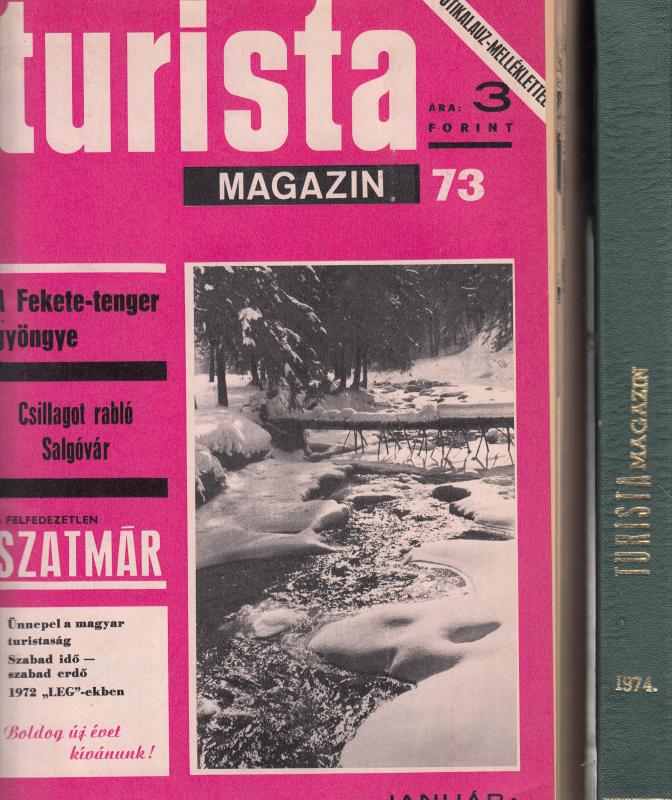 turista
ÚTIKALAUZ-MELLÉKLETTEL
ÁRA: 3
FORINT
MAGAZIN 73
A Fekete-tenger
gyöngye
Csillagot rabló
Salgóvár
FELFEDEZETLEN
SZATMÁR
Ünnepel a magyar
turistaság
Szabad idő —
szabad erdő
1972 „LEG"-ekben
Boldog új évet
kívánunk!
JANUÁR
TURISTA MAGAZIN
1974.